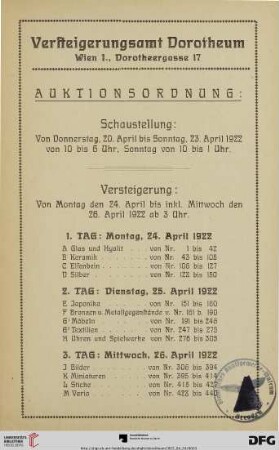 Versteigerungsamt Dorotheum
Wien 1., Dorotheergasse 17
AUKTIONSORDNUNG:
Schaustellung:
Von Donnerstag, 20. April bis Sonntag, 23. April 1922
von 10 bis 6 Uhr, Sonntag von 10 bis 1 Uhr.
Versteigerung:
Von Montag den 24. April bis inkl. Mittwoch den
26. April 1922 ab 3 Uhr.
1. TAG: Montag, 24. April 1922
A Glas und Hyalit von Nr. 1 bis 42
B Keramik von Nr. 43 bis 105
C Elfenbein von Nr. 106 bis 127
D Silber von Nr. 128 bis 150
2. TAG: Dienstag, 25. April 1922
E Japonika von Nr. 151 bis 160
F Bronzen u. Metallgegenstände v. Nr. 161 b. 190
G¹ Möbeln von Nr. 191 bis 246
G² Textilien von Nr. 247 bis 275
H Uhren und Spielwerke von Nr. 276 bis 305
3. TAG: Mittwoch, 26. April 1922
J Bilder von Nr. 306 bis 394
K Miniaturen von Nr. 395 bis 414
L Stiche von Nr. 415 bis 427
M Varia von Nr. 428 bis
UNIVERSITÄTS-
BIBLIOTHEK
HEIDELBERG
DFG